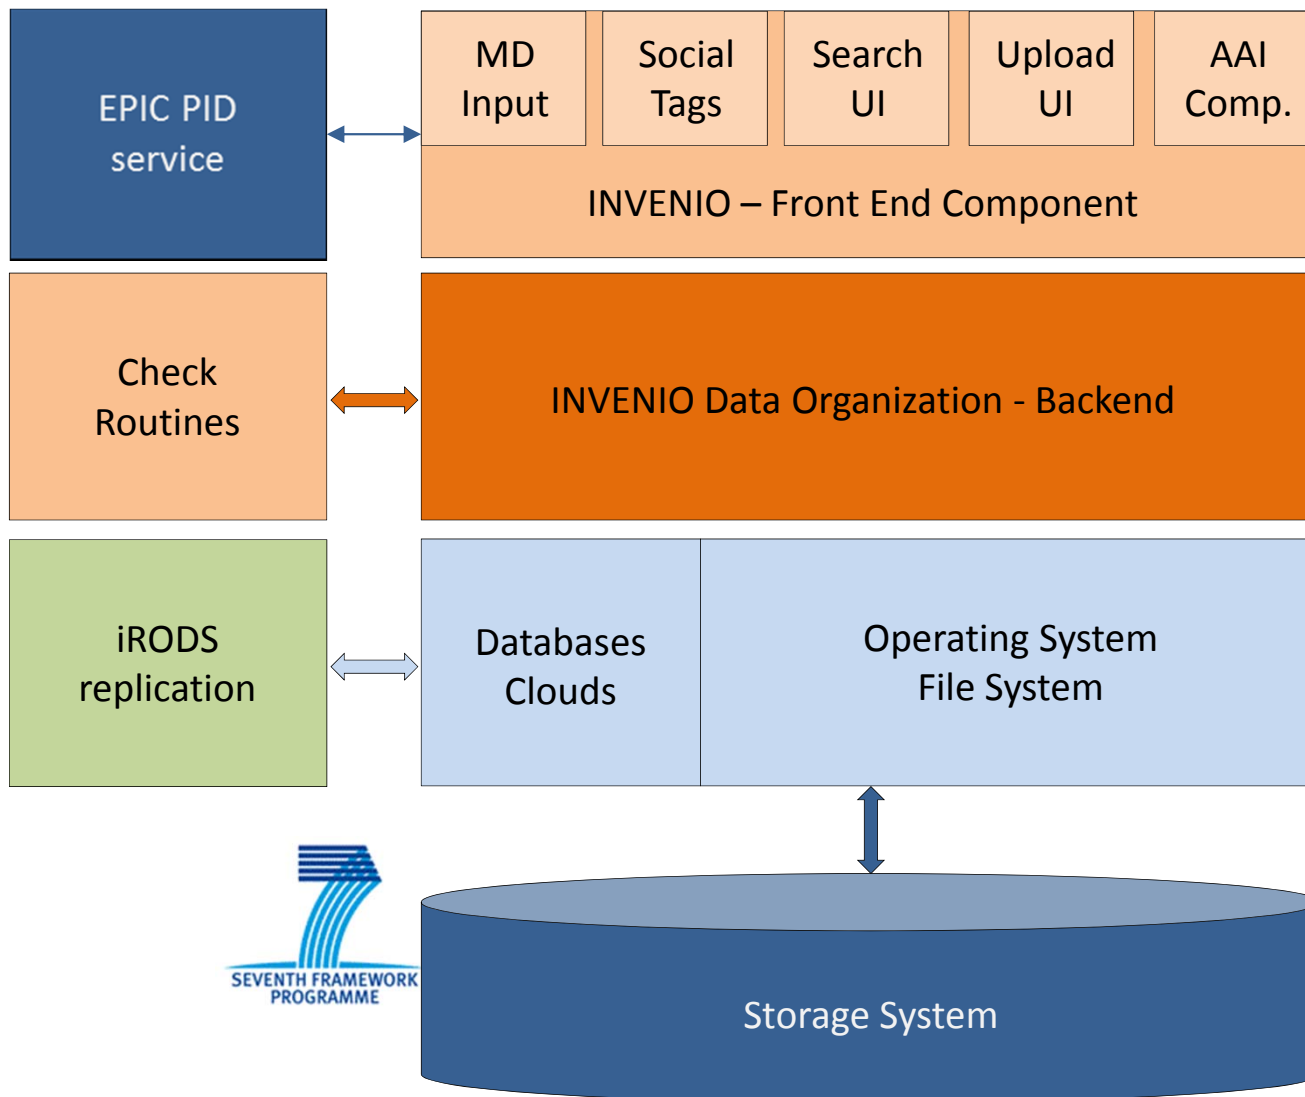 EPIC PID
service
MD
Input
Social
Tags
Search
UI
Upload
UI
AAI
Comp.
INVENIO – Front End Component
Check
Routines
INVENIO Data Organization - Backend
iRODS
replication
Databases
Clouds
Operating System
File System
SEVENTH FRAMEWORK
PROGRAMME
Storage System